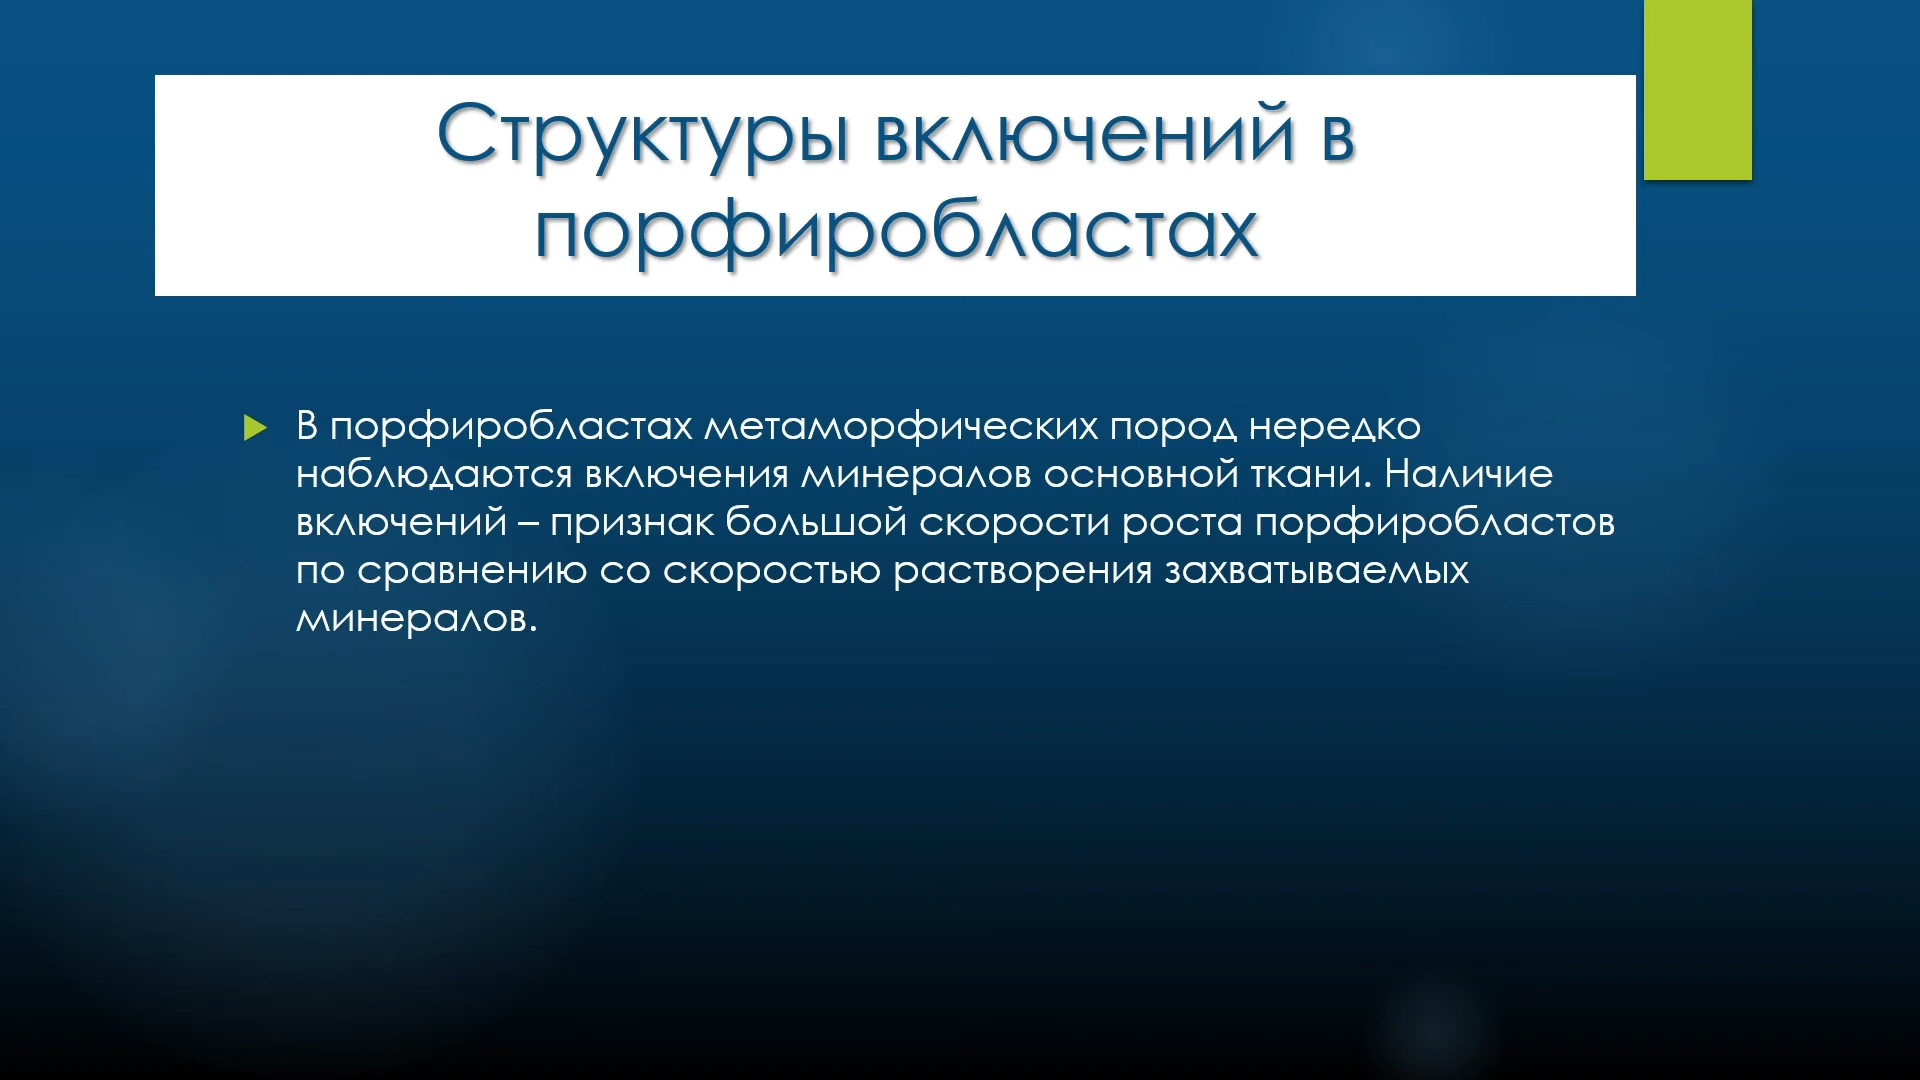 Структуры включений в
порфиробластах
В порфиробластах метаморфических пород нередко
наблюдаются включения минералов основной ткани. Наличие
включений – признак большой скорости роста порфиробластов
по сравнению со скоростью растворения захватываемых
минералов.